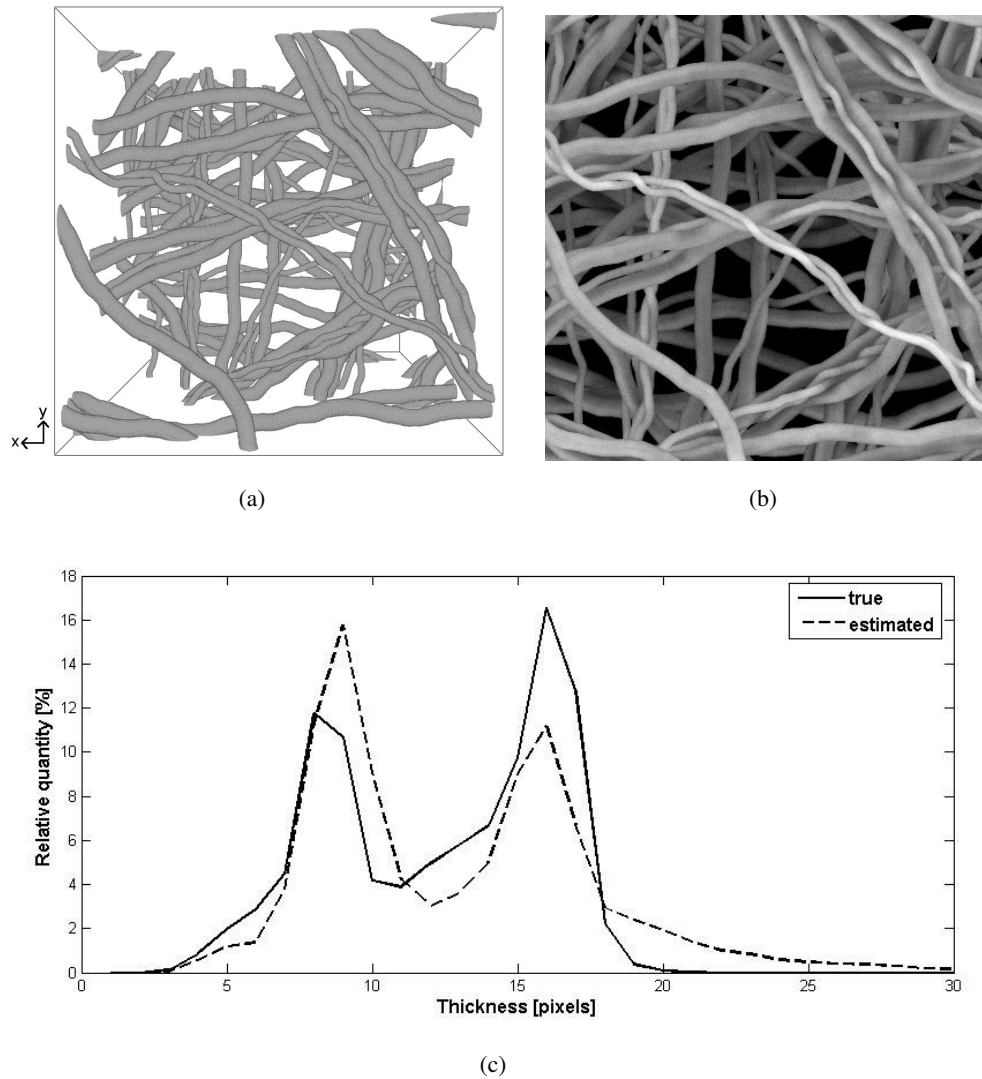 y
x
(a)
(b)
18
16
14
12
10
8
6
4
2
0
Relative quantity [%]
true
estimated
0 5 10 15 20 25 30
Thickness [pixels]
(c)